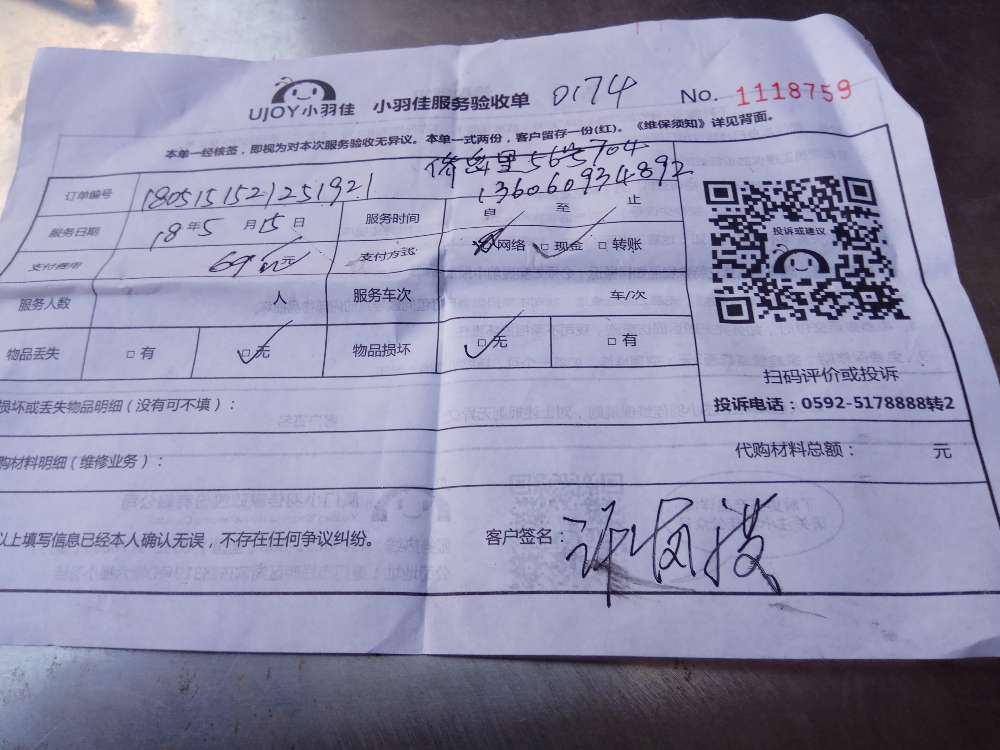 UJOY小羽佳 小羽佳服务验收单 0174 No. 1118759
本单一经核签，即视为对本次服务验收无异议。本单一式两份，客户留存一份(红)。《维保须知》详见背面。
565704
订单编号 1805151521251921 136060934892
服务日期 18年5月15日 服务时间 自 至 止
支付费用 69元元 支付方式 网络 □现金 □转账
投诉或建议
服务人数 人 服务车次 车/次
物品丢失 □有 □无 物品损坏 □无 □有
扫码评价或投诉
损坏或丢失物品明细（没有可不填）：
投诉电话：0592-5178888转2
购材料明细（维修业务）：
代购材料总额： 元
以上填写信息已经本人确认无误，不存在任何争议纠纷。
客户签名：许